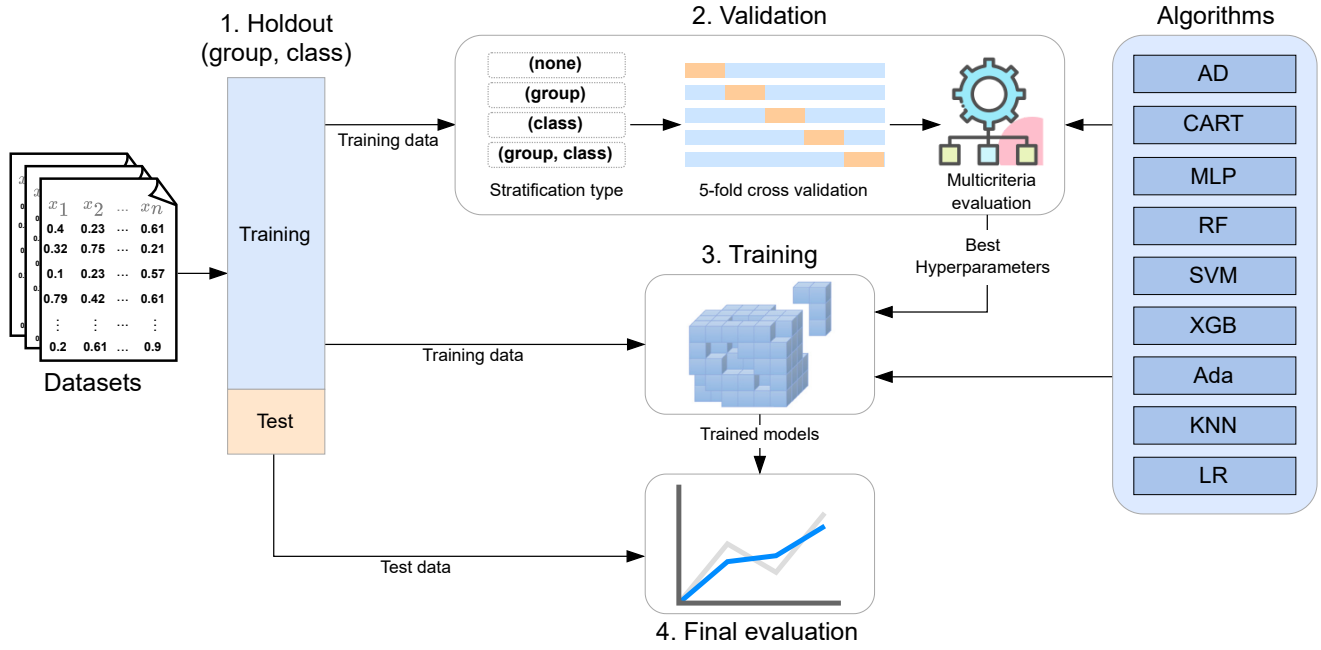 1. Holdout
(group, class)
2. Validation
Algorithms
(none)
(group)
(class)
(group, class)
Stratification type
5-fold cross validation
Multicriteria
evaluation
Training data
AD
CART
MLP
RF
SVM
XGB
Ada
KNN
LR
x1 x2 ... xn
0.4 0.23 ... 0.61
0.32 0.75 ... 0.21
0.1 0.23 ... 0.57
0.79 0.42 ... 0.61
⋮ ⋮ ... ⋮
0.2 0.61 ... 0.9
Datasets
Training
Test
Best
Hyperparameters
3. Training
Training data
Trained models
Test data
4. Final evaluation